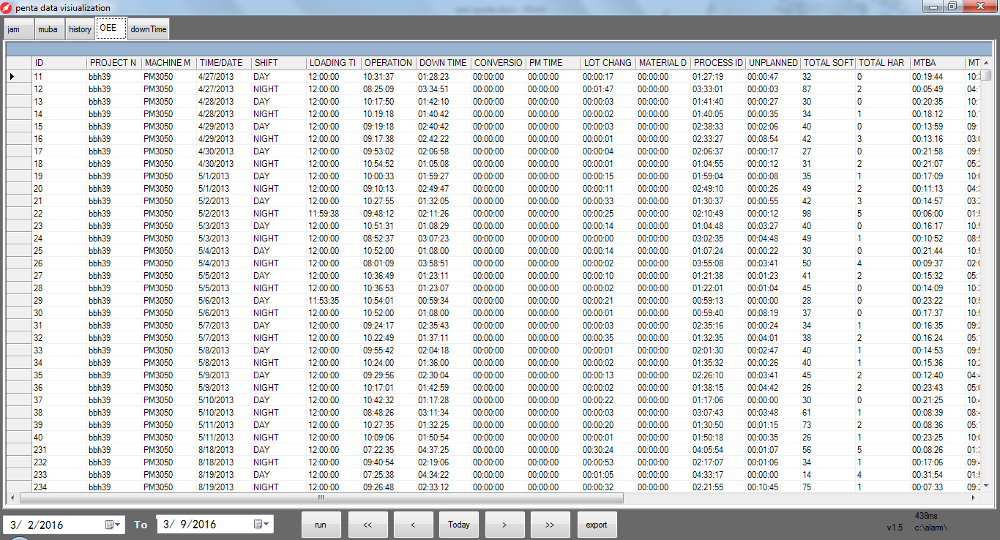 penta data visiualization
jam muba history OEE downTime
ID PROJECT N MACHINE M TIME/DATE SHIFT LOADING TI OPERATION DOWN TIME CONVERSIO PM TIME LOT CHANG MATERIAL D PROCESS ID UNPLANNED TOTAL SOFT TOTAL HAR MTBA MT
11 bbh39 PM3050 4/27/2013 DAY 12:00:00 10:31:37 01:28:23 00:00:00 00:00:00 00:00:17 00:00:00 01:27:19 00:00:47 32 0 00:19:44 10:
12 bbh39 PM3050 4/27/2013 NIGHT 12:00:00 08:25:09 03:34:51 00:00:00 00:00:00 00:01:47 00:00:00 03:33:01 00:00:03 87 2 00:05:49 04:
13 bbh39 PM3050 4/28/2013 DAY 12:00:00 10:17:50 01:42:10 00:00:00 00:00:00 00:00:03 00:00:00 01:41:40 00:00:27 30 0 00:20:35 10:
14 bbh39 PM3050 4/28/2013 NIGHT 12:00:00 10:19:18 01:40:42 00:00:00 00:00:00 00:00:02 00:00:00 01:40:05 00:00:35 34 1 00:18:12 10:
15 bbh39 PM3050 4/29/2013 DAY 12:00:00 09:19:18 02:40:42 00:00:00 00:00:00 00:00:03 00:00:00 02:38:33 00:02:06 40 0 00:13:59 09:
16 bbh39 PM3050 4/29/2013 NIGHT 12:00:00 09:17:38 02:42:22 00:00:00 00:00:00 00:00:01 00:00:00 02:33:27 00:08:54 42 3 00:13:16 03:
17 bbh39 PM3050 4/30/2013 DAY 12:00:00 09:53:02 02:06:58 00:00:00 00:00:00 00:00:04 00:00:00 02:06:37 00:00:17 27 0 00:21:58 09:
18 bbh39 PM3050 4/30/2013 NIGHT 12:00:00 10:54:52 01:05:08 00:00:00 00:00:00 00:00:01 00:00:00 01:04:55 00:00:12 31 2 00:21:07 05:
19 bbh39 PM3050 5/1/2013 DAY 12:00:00 10:00:33 01:59:27 00:00:00 00:00:00 00:00:15 00:00:00 01:59:04 00:00:08 35 1 00:17:09 10:
20 bbh39 PM3050 5/1/2013 NIGHT 12:00:00 09:10:13 02:49:47 00:00:00 00:00:00 00:00:11 00:00:00 02:49:10 00:00:26 49 2 00:11:13 04:
21 bbh39 PM3050 5/2/2013 DAY 12:00:00 10:27:55 01:32:05 00:00:00 00:00:00 00:00:33 00:00:00 01:30:37 00:00:55 42 3 00:14:57 03:
22 bbh39 PM3050 5/2/2013 NIGHT 11:59:38 09:48:12 02:11:26 00:00:00 00:00:00 00:00:25 00:00:00 02:10:49 00:00:12 98 5 00:06:00 01:
23 bbh39 PM3050 5/3/2013 DAY 12:00:00 10:51:31 01:08:29 00:00:00 00:00:00 00:00:14 00:00:00 01:04:48 00:03:27 40 0 00:16:17 10:
24 bbh39 PM3050 5/3/2013 NIGHT 12:00:00 08:52:37 03:07:23 00:00:00 00:00:00 00:00:00 00:00:00 03:02:35 00:04:48 49 1 00:10:52 08:
25 bbh39 PM3050 5/4/2013 DAY 12:00:00 10:52:00 01:08:00 00:00:00 00:00:00 00:00:14 00:00:00 01:07:24 00:00:22 30 0 00:21:44 10:
26 bbh39 PM3050 5/4/2013 NIGHT 12:00:00 08:01:09 03:58:51 00:00:00 00:00:00 00:00:02 00:00:00 03:55:08 00:03:41 50 4 00:09:37 02:
27 bbh39 PM3050 5/5/2013 DAY 12:00:00 10:36:49 01:23:11 00:00:00 00:00:00 00:00:10 00:00:00 01:21:38 00:01:23 41 2 00:15:32 05:
28 bbh39 PM3050 5/5/2013 NIGHT 12:00:00 10:36:53 01:23:07 00:00:00 00:00:00 00:00:02 00:00:00 01:22:01 00:01:04 45 0 00:14:09 10:
29 bbh39 PM3050 5/6/2013 DAY 11:53:35 10:54:01 00:59:34 00:00:00 00:00:00 00:00:21 00:00:00 00:59:13 00:00:00 28 0 00:23:22 10:
30 bbh39 PM3050 5/6/2013 NIGHT 12:00:00 10:52:00 01:08:00 00:00:00 00:00:00 00:00:01 00:00:00 00:59:40 00:08:19 37 0 00:17:37 10:
31 bbh39 PM3050 5/7/2013 DAY 12:00:00 09:24:17 02:35:43 00:00:00 00:00:00 00:00:03 00:00:00 02:35:16 00:00:24 34 1 00:16:35 09:
32 bbh39 PM3050 5/7/2013 NIGHT 12:00:00 10:22:49 01:37:11 00:00:00 00:00:00 00:00:35 00:00:00 01:32:35 00:04:01 38 2 00:16:24 05:
33 bbh39 PM3050 5/8/2013 DAY 12:00:00 09:55:42 02:04:18 00:00:00 00:00:00 00:00:01 00:00:00 02:01:30 00:02:47 40 1 00:14:53 09:
34 bbh39 PM3050 5/8/2013 NIGHT 12:00:00 10:24:00 01:36:00 00:00:00 00:00:00 00:00:02 00:00:00 01:35:32 00:00:26 40 1 00:15:36 10:
35 bbh39 PM3050 5/9/2013 DAY 12:00:00 09:29:56 02:30:04 00:00:00 00:00:00 00:00:13 00:00:00 02:26:10 00:03:41 45 2 00:12:40 04:
36 bbh39 PM3050 5/9/2013 NIGHT 12:00:00 10:17:01 01:42:59 00:00:00 00:00:00 00:00:02 00:00:00 01:38:15 00:04:42 26 2 00:23:43 05:
37 bbh39 PM3050 5/10/2013 DAY 12:00:00 10:42:32 01:17:28 00:00:00 00:00:00 00:00:22 00:00:00 01:17:06 00:00:00 30 0 00:21:25 10:
38 bbh39 PM3050 5/10/2013 NIGHT 12:00:00 08:48:26 03:11:34 00:00:00 00:00:00 00:00:03 00:00:00 03:07:43 00:03:48 61 1 00:08:39 08:
39 bbh39 PM3050 5/11/2013 DAY 12:00:00 10:27:35 01:32:25 00:00:00 00:00:00 00:00:20 00:00:00 01:30:50 00:01:15 73 2 00:08:36 05:
40 bbh39 PM3050 5/11/2013 NIGHT 12:00:00 10:09:06 01:50:54 00:00:00 00:00:00 00:00:01 00:00:00 01:50:18 00:00:35 26 1 00:23:25 10:
231 bbh39 PM3050 8/18/2013 DAY 12:00:00 07:22:35 04:37:25 00:00:00 00:00:00 00:30:24 00:00:00 04:05:54 00:01:07 56 5 00:08:26 01:
232 bbh39 PM3050 8/18/2013 NIGHT 12:00:00 09:40:54 02:19:06 00:00:00 00:00:00 00:00:53 00:00:00 02:17:07 00:01:06 34 1 00:17:06 09:
233 bbh39 PM3050 8/19/2013 DAY 12:00:00 07:25:38 04:34:22 00:00:00 00:00:00 00:01:05 00:00:00 04:33:17 00:00:00 14 4 00:31:54 01:
234 bbh39 PM3050 8/19/2013 NIGHT 12:00:00 09:26:48 02:33:12 00:00:00 00:00:00 00:00:32 00:00:00 02:21:55 00:10:45 75 1 00:07:33 09:
3/ 2/2016 To 3/ 9/2016 run << < Today > >> export
438ms
v1.5 c:\alarm\